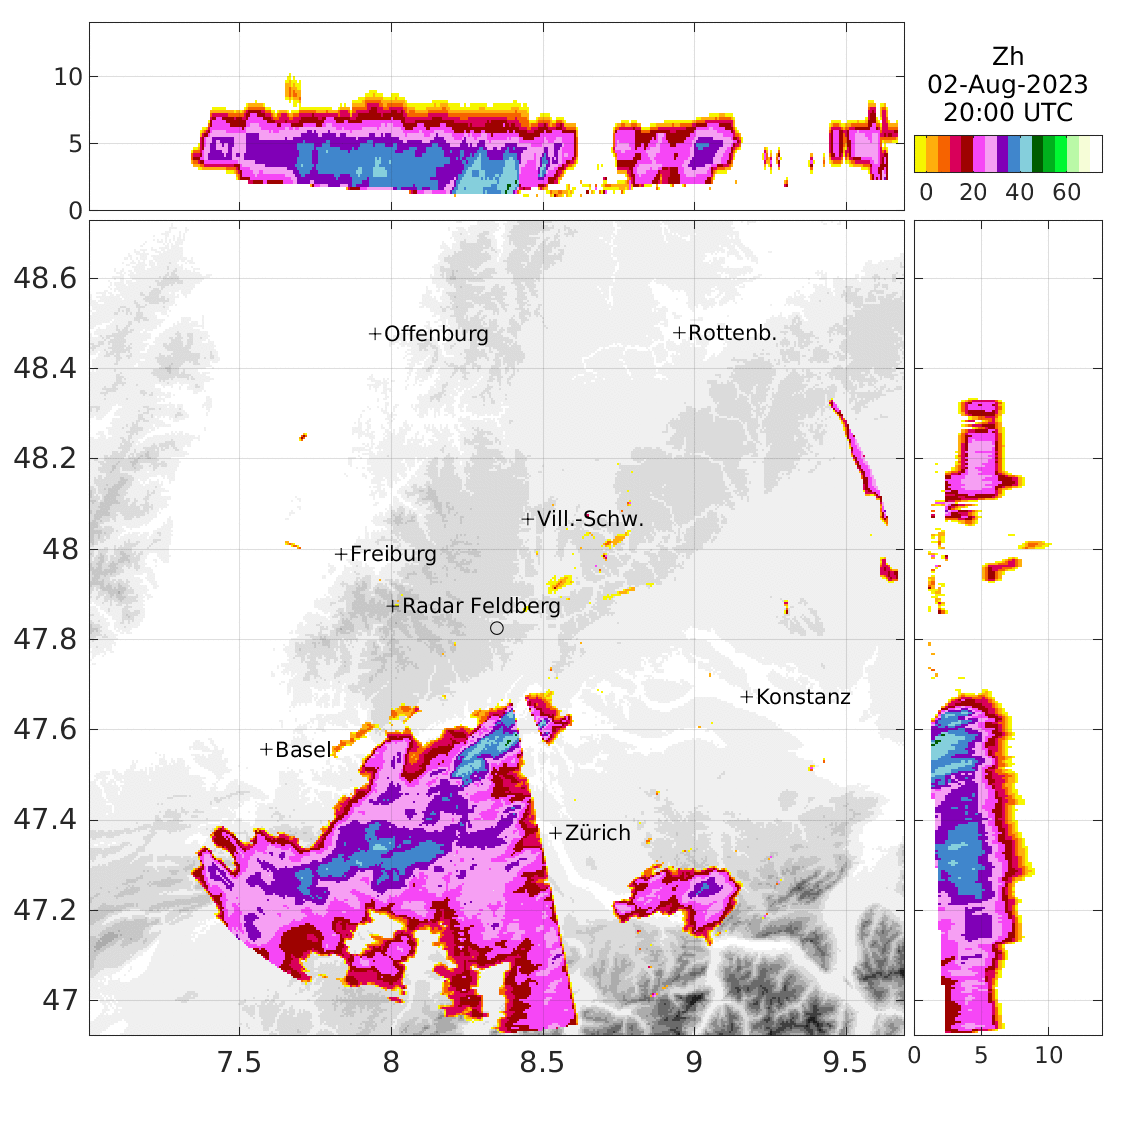 10
5
0
Zh
02-Aug-2023
20:00 UTC
0 20 40 60
48.6
48.4
48.2
48
47.8
47.6
47.4
47.2
47
Offenburg
Rottenb.
Vill.-Schw.
Freiburg
Radar Feldberg
Konstanz
Basel
Zürich
7.5 8 8.5 9 9.5
0 5 10